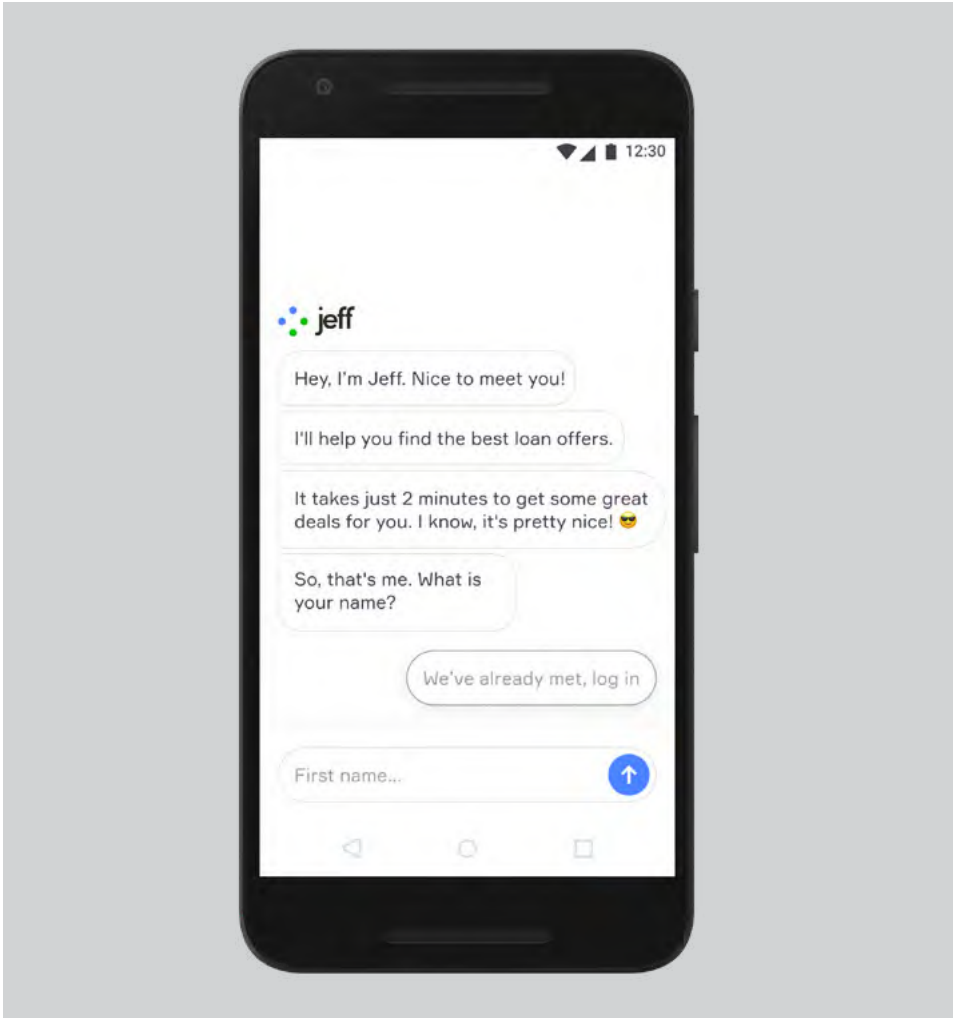 12:30
jeff
Hey, I'm Jeff. Nice to meet you!
I'll help you find the best loan offers.
It takes just 2 minutes to get some great
deals for you. I know, it's pretty nice! 😎
So, that's me. What is
your name?
We've already met, log in
First name...